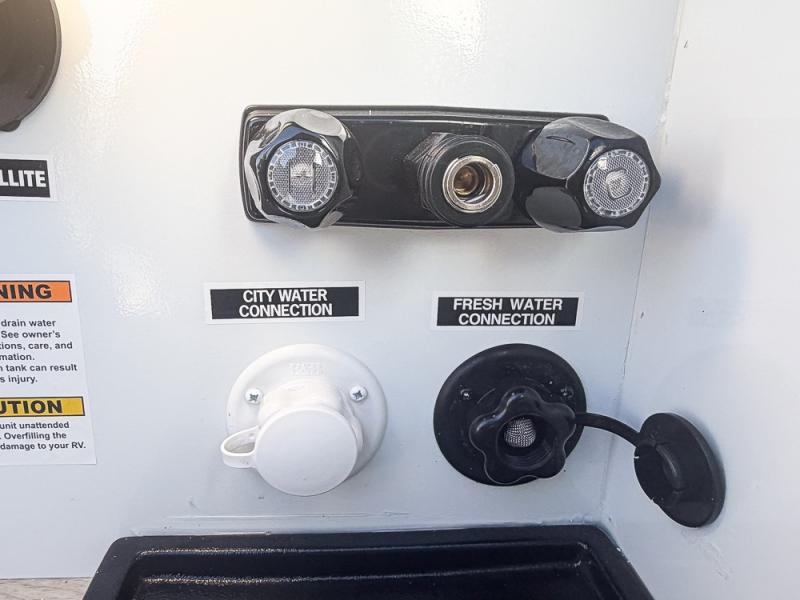 LLITE
NING
drain water
See owner's
tions, care, and
mation.
n tank can result
s injury.
UTION
unit unattended
. Overfilling the
damage to your RV.
CITY WATER
CONNECTION
FRESH WATER
CONNECTION